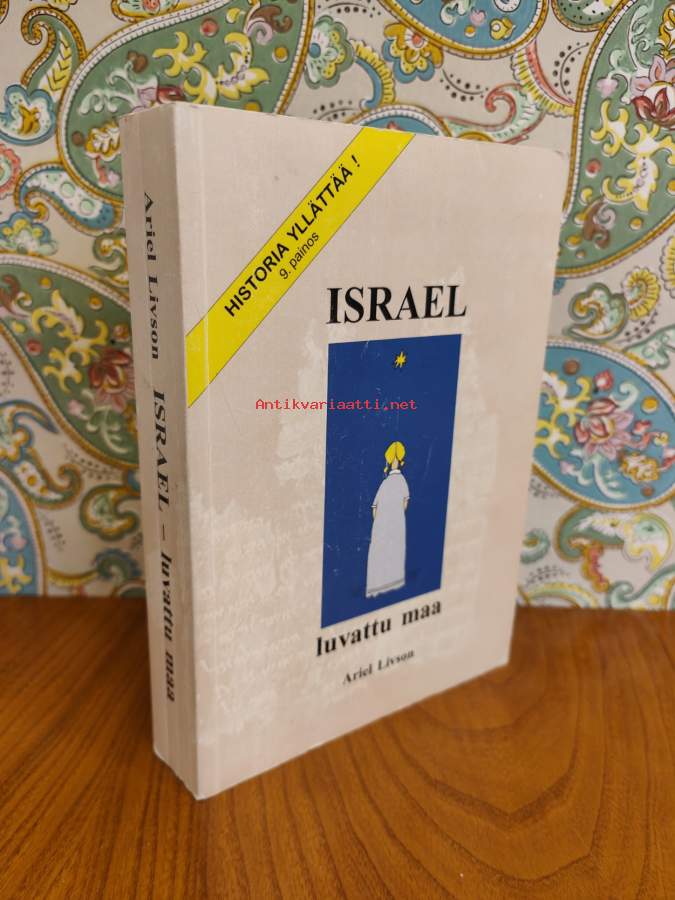 HISTORIA YLLÄTTÄÄ !
9. painos
ISRAEL
Antikvariaatti.net
luvattu maa
Ariel Livson
Ariel Livson ISRAEL – luvattu maa